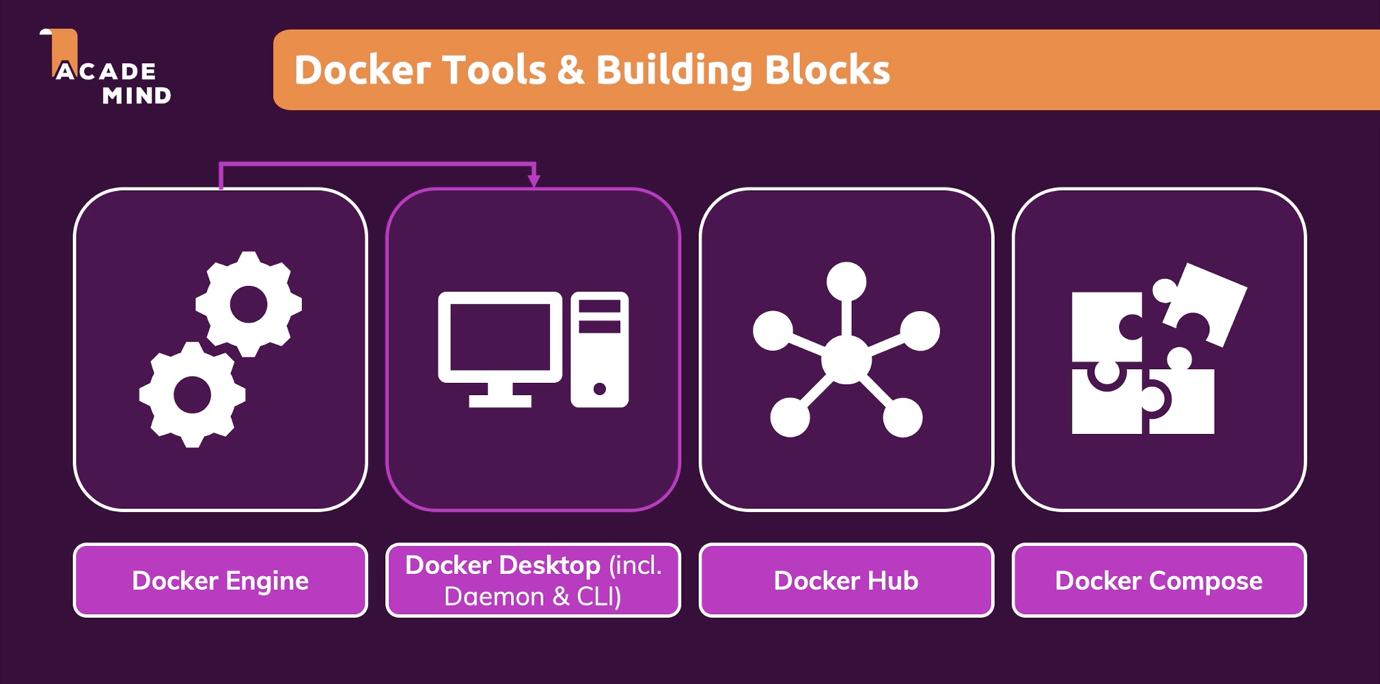 ACADE
MIND
Docker Tools & Building Blocks
Docker Engine
Docker Desktop (incl.
Daemon & CLI)
Docker Hub
Docker Compose